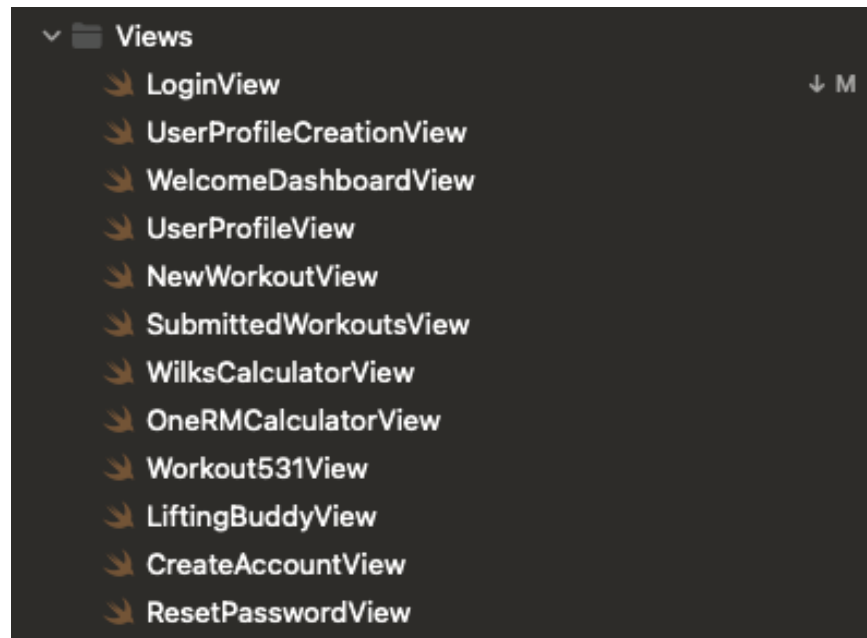 Views
LoginView ↓ M
UserProfileCreationView
WelcomeDashboardView
UserProfileView
NewWorkoutView
SubmittedWorkoutsView
WilksCalculatorView
OneRMCalculatorView
Workout531View
LiftingBuddyView
CreateAccountView
ResetPasswordView